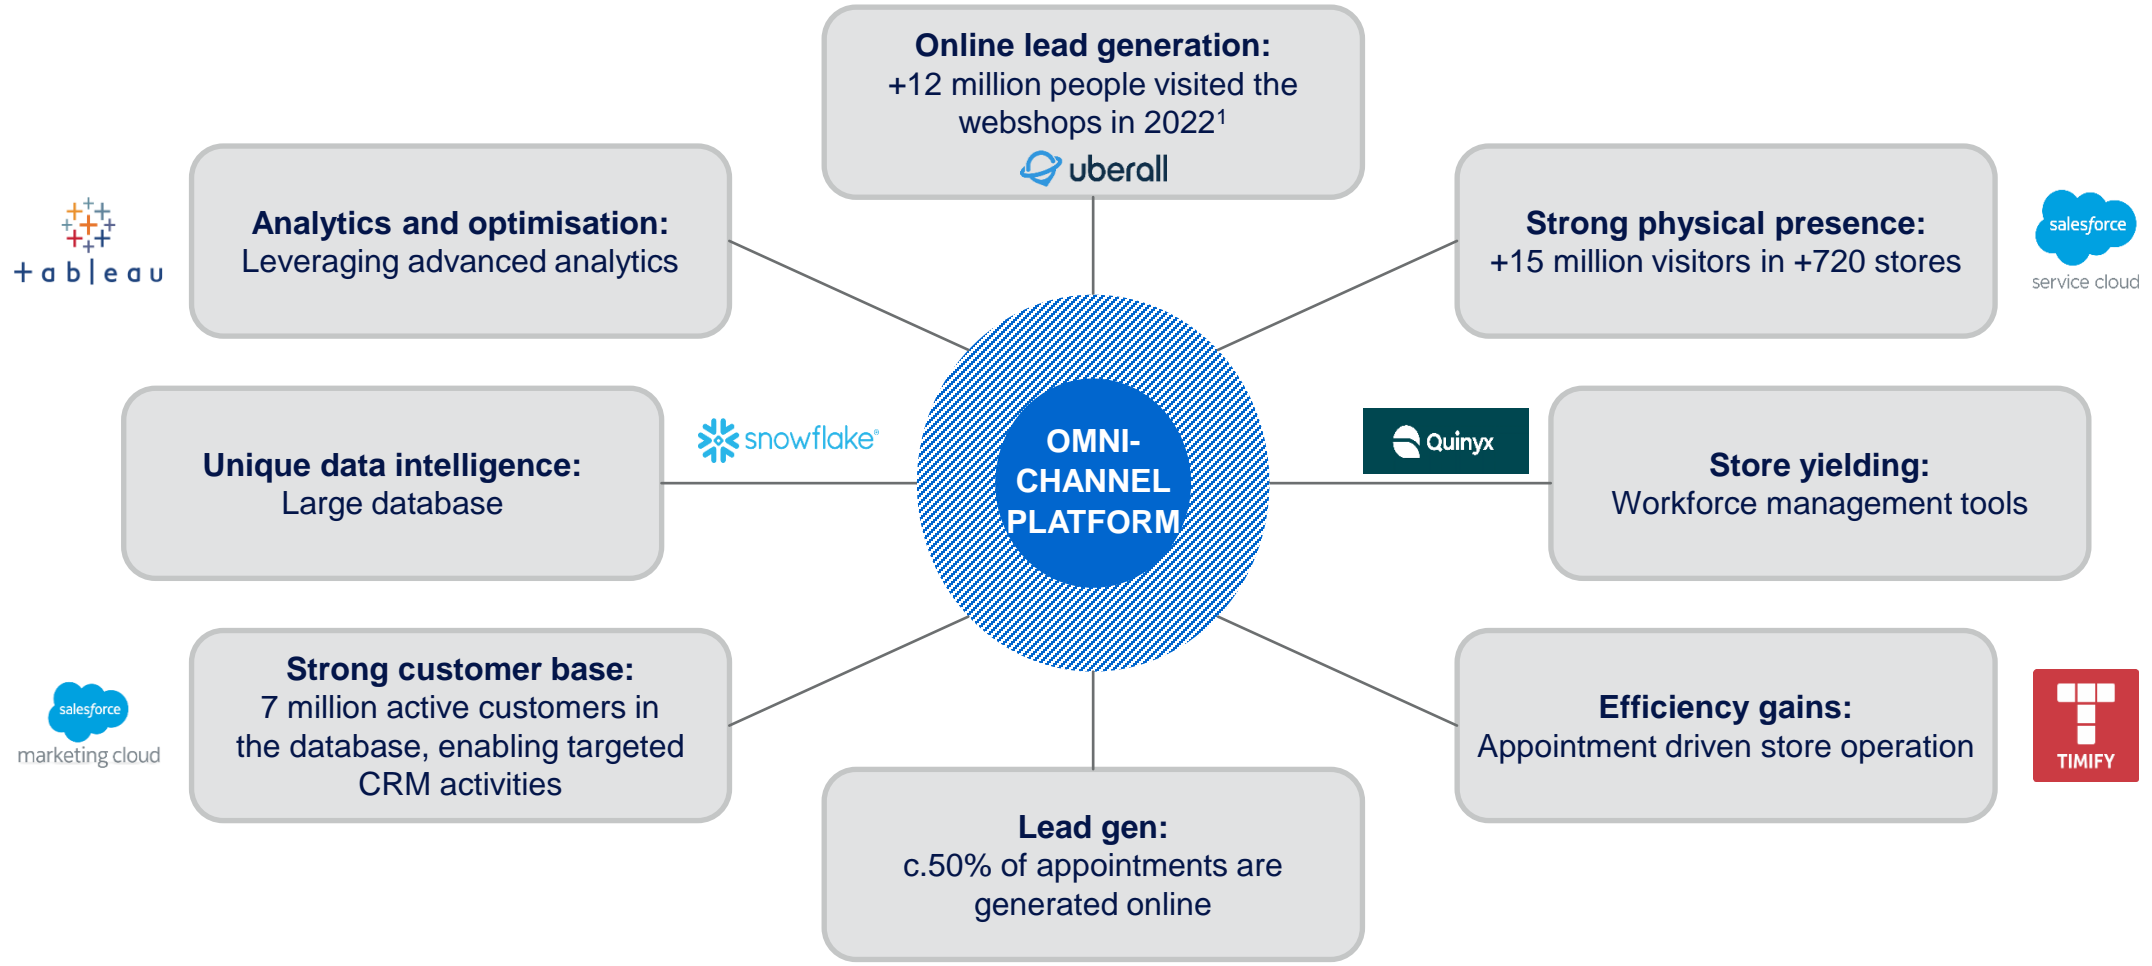 Online lead generation:
+12 million people visited the
webshops in 2022¹
uberall
Analytics and optimisation:
Leveraging advanced analytics
tableau
Strong physical presence:
+15 million visitors in +720 stores
salesforce
service cloud
Unique data intelligence:
Large database
snowflake®
OMNI-
CHANNEL
PLATFORM
Quinyx
Store yielding:
Workforce management tools
salesforce
marketing cloud
Strong customer base:
7 million active customers in
the database, enabling targeted
CRM activities
Lead gen:
c.50% of appointments are
generated online
Efficiency gains:
Appointment driven store operation
TIMIFY